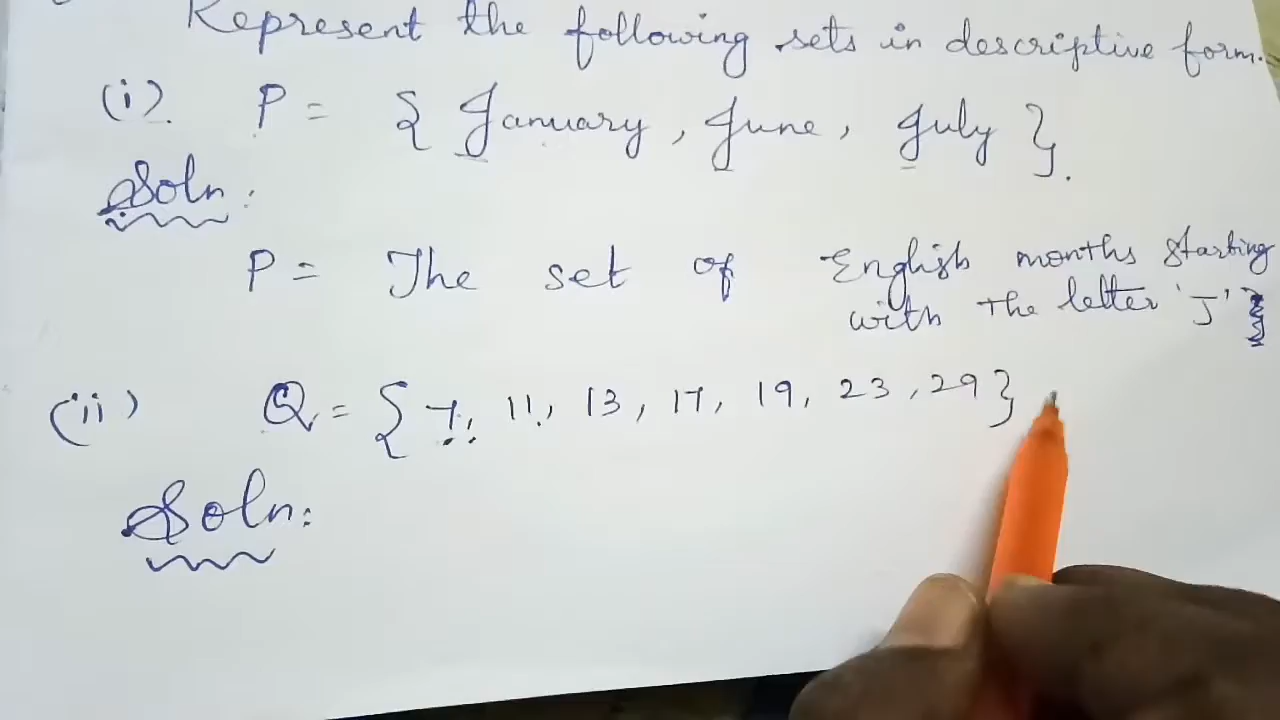 Represent the following sets in descriptive form.
(i). P = { January, June, July }.
Soln:
P = The set of English months starting
with the letter 'J'
(ii) Q = { 7, 11, 13, 17, 19, 23, 29}
Soln: